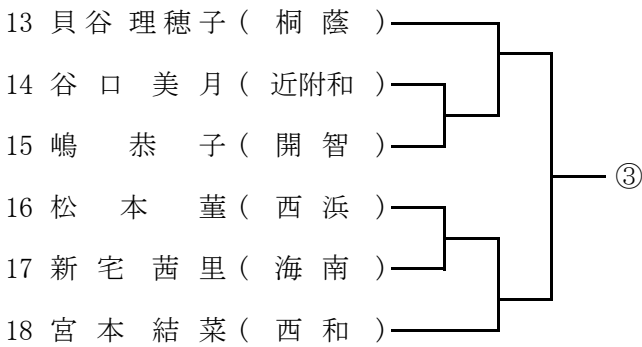 13 貝谷 理穂子 ( 桐蔭 )
14 谷口 美月 ( 近附和 )
15 嶋 恭子 ( 開智 )
③
16 松本 菫 ( 西浜 )
17 新宅 茜里 ( 海南 )
18 宮本 結菜 ( 西和 )